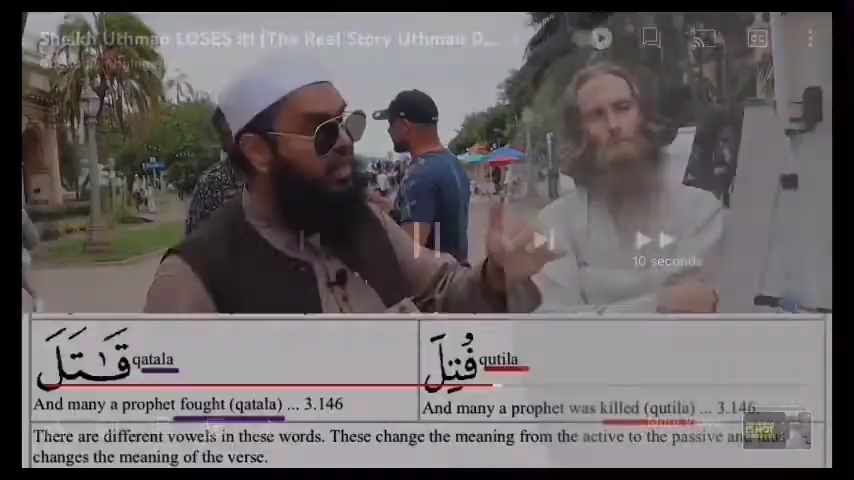 Sheikh Uthman LOSES it! (The Real Story Uthman D...
10 seconds
قَـٰتَلَ qatala
قُتِلَ qutila
And many a prophet fought (qatala) ... 3.146
And many a prophet was killed (qutila) ... 3.146.
There are different vowels in these words. These change the meaning from the active to the passive and thus
changes the meaning of the verse.